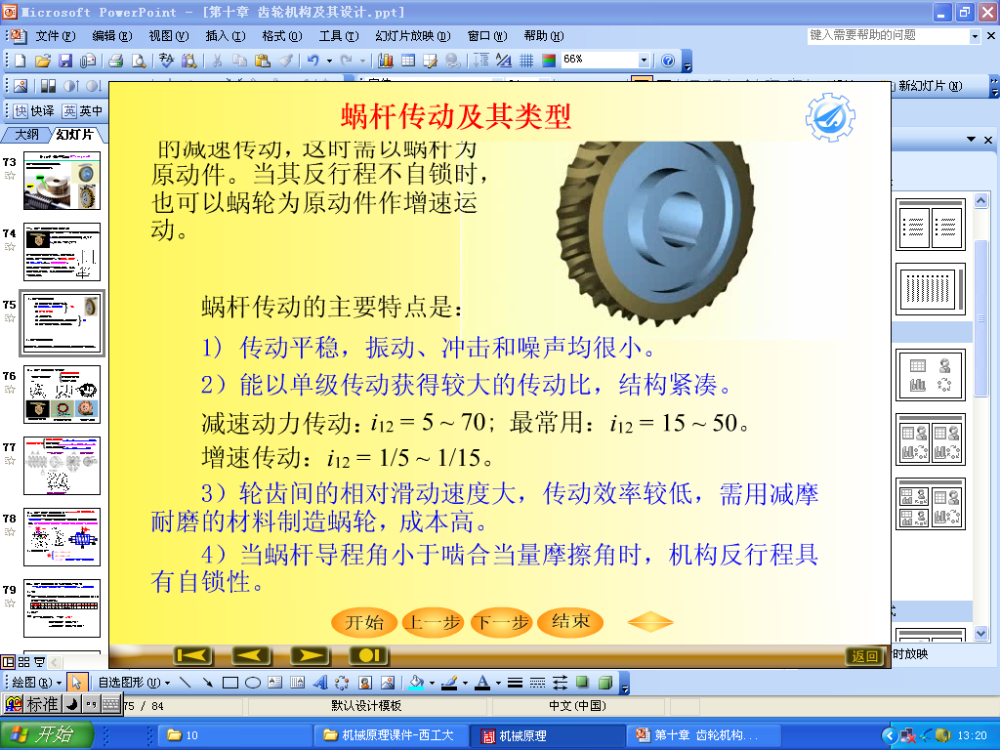 Microsoft PowerPoint - [第十章 齿轮机构及其设计.ppt]
文件(F) 编辑(E) 视图(V) 插入(I) 格式(O) 工具(T) 幻灯片放映(D) 窗口(W) 帮助(H) 键入需要帮助的问题
66%
新幻灯片(N)
快 快译 英 英中
大纲 幻灯片
蜗杆传动及其类型
的减速传动，这时需以蜗杆为
原动件。当其反行程不自锁时，
也可以蜗轮为原动件作增速运
动。
蜗杆传动的主要特点是：
1) 传动平稳，振动、冲击和噪声均很小。
2）能以单级传动获得较大的传动比，结构紧凑。
减速动力传动：i12 = 5 ~ 70; 最常用：i12 = 15 ~ 50。
增速传动：i12 = 1/5 ~ 1/15。
3）轮齿间的相对滑动速度大，传动效率较低，需用减摩
耐磨的材料制造蜗轮，成本高。
4）当蜗杆导程角小于啮合当量摩擦角时，机构反行程具
有自锁性。
开始 上一步 下一步 结束
返回
73
74
75
76
77
78
79
时放映
绘图(R) 自选图形(U)
标准
75 / 84 默认设计模板 中文(中国)
开始 10 机械原理课件-西工大 机械原理 第十章 齿轮机构... 13:20